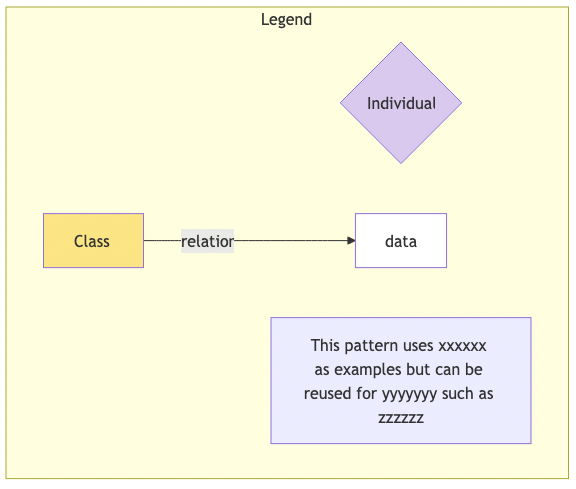 Legend
Individual
Class
relatior
data
This pattern uses xxxxxx
as examples but can be
reused for yyyyyyy such as
zzzzzz